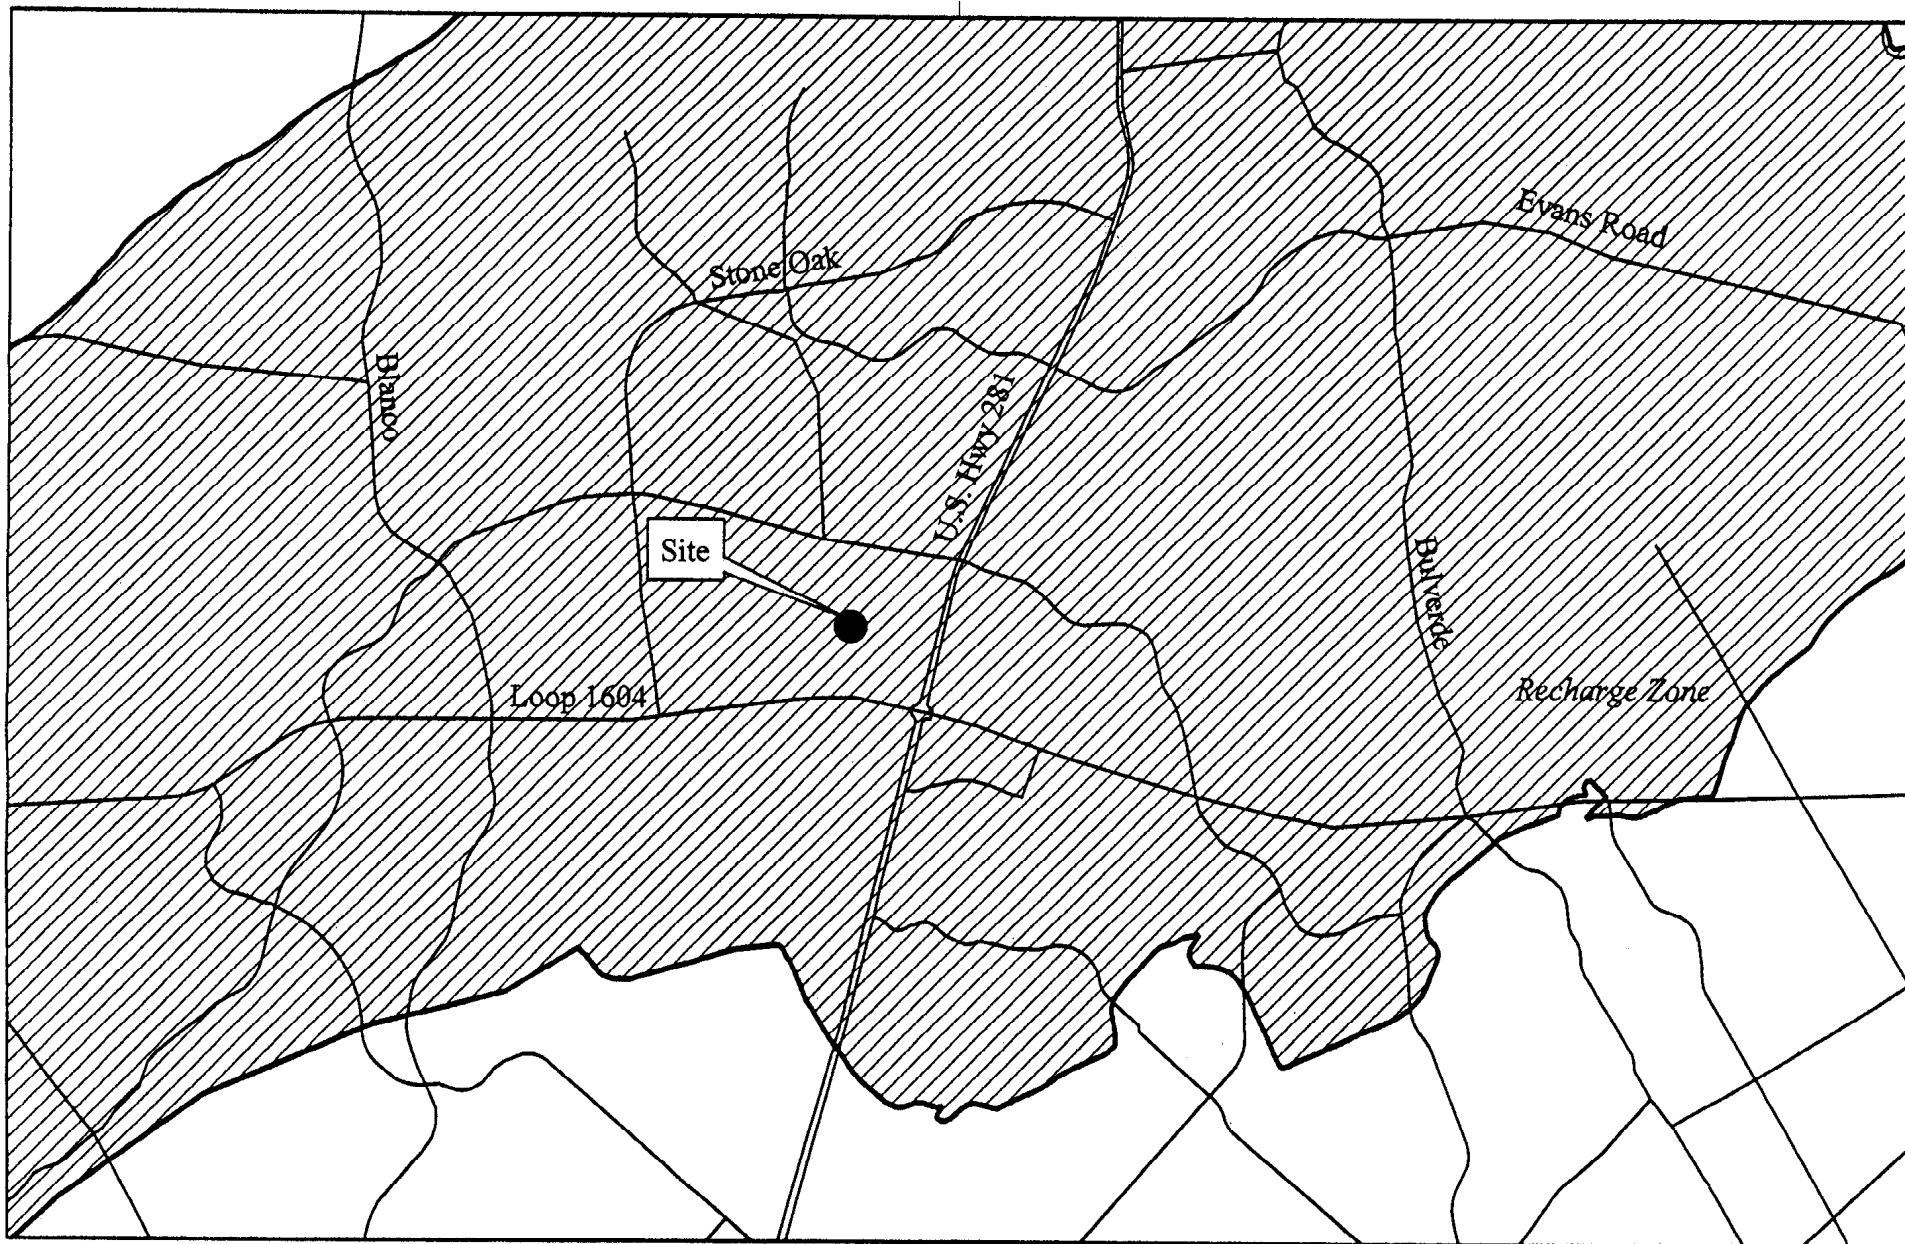 Evans Road
Stone Oak
Blanco
U.S. Hwy 281
Site
Bulverde
Recharge Zone
Loop 1604